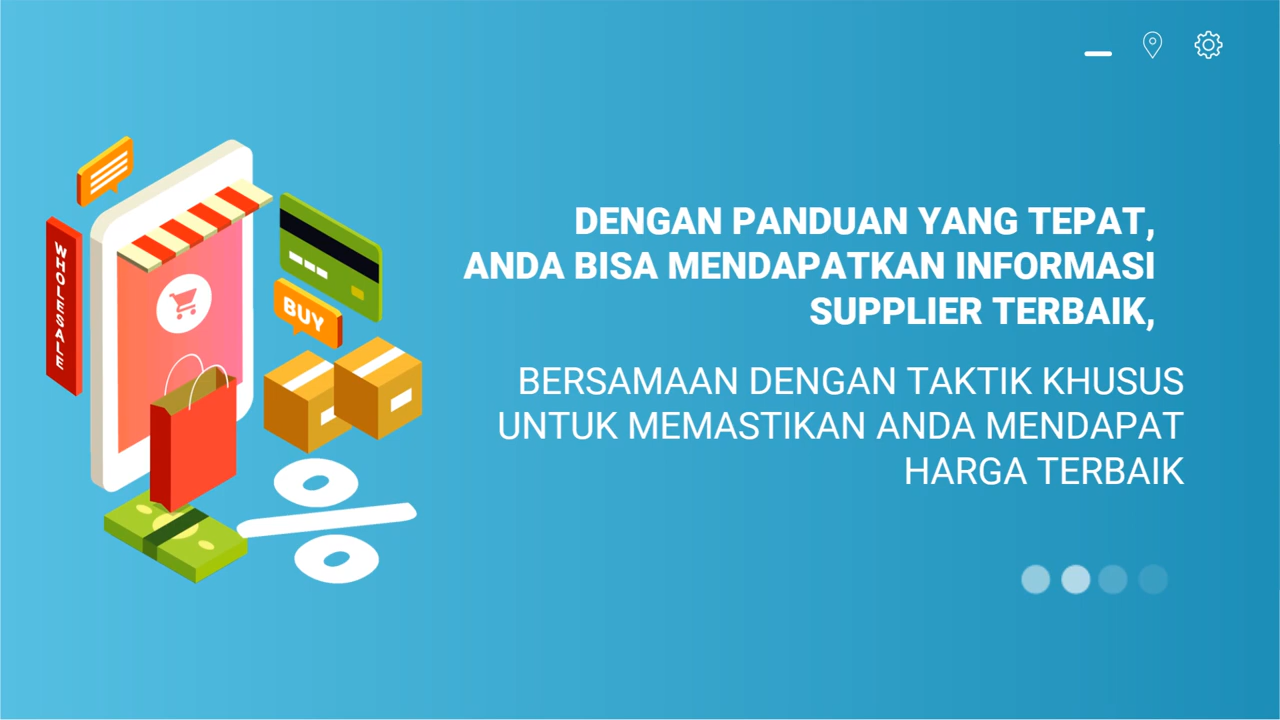 WHOLESALE
BUY
DENGAN PANDUAN YANG TEPAT,
ANDA BISA MENDAPATKAN INFORMASI
SUPPLIER TERBAIK,
BERSAMAAN DENGAN TAKTIK KHUSUS
UNTUK MEMASTIKAN ANDA MENDAPAT
HARGA TERBAIK